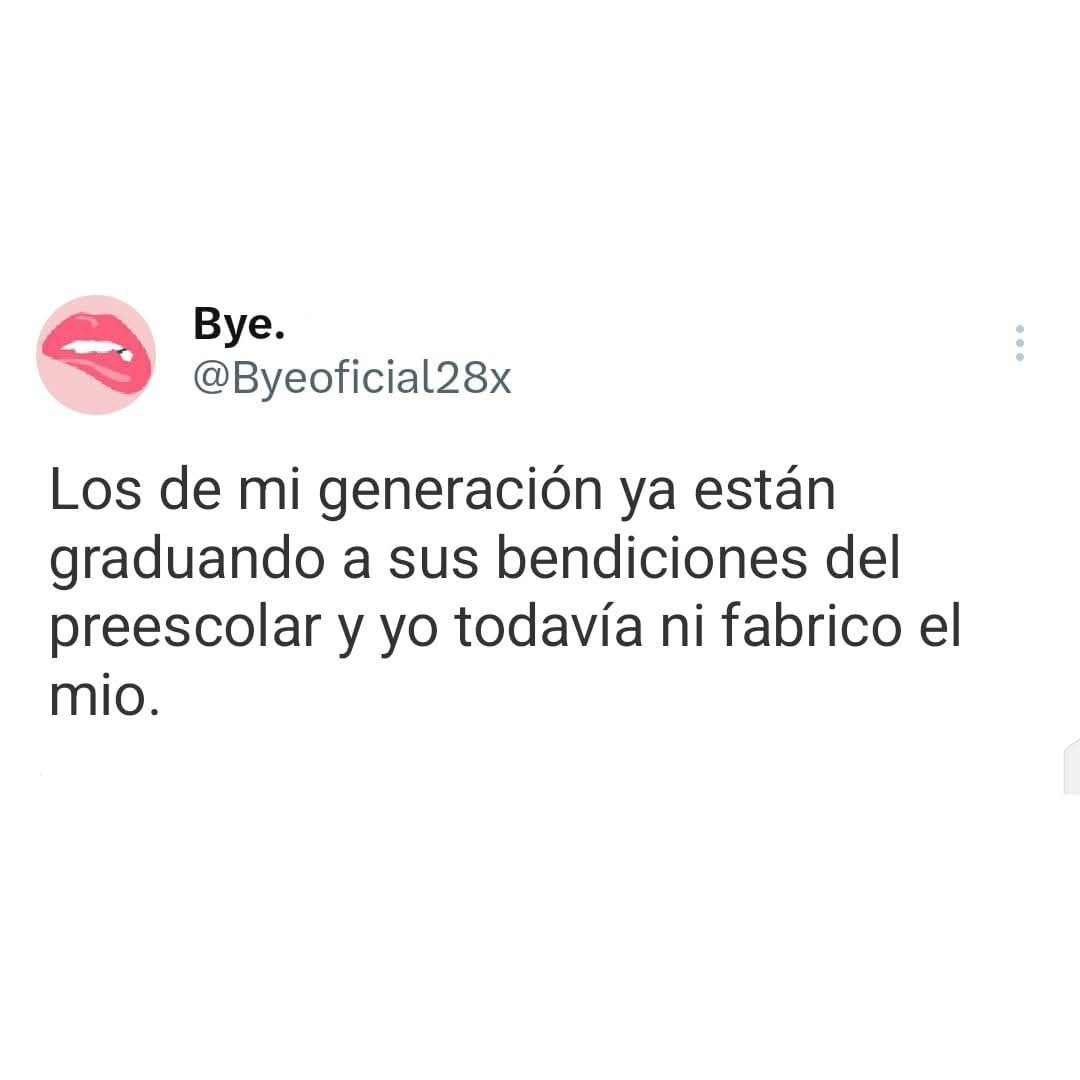 Bye.
@Byeoficial28x
Los de mi generación ya están
graduando a sus bendiciones del
preescolar y yo todavía ni fabrico el
mio.